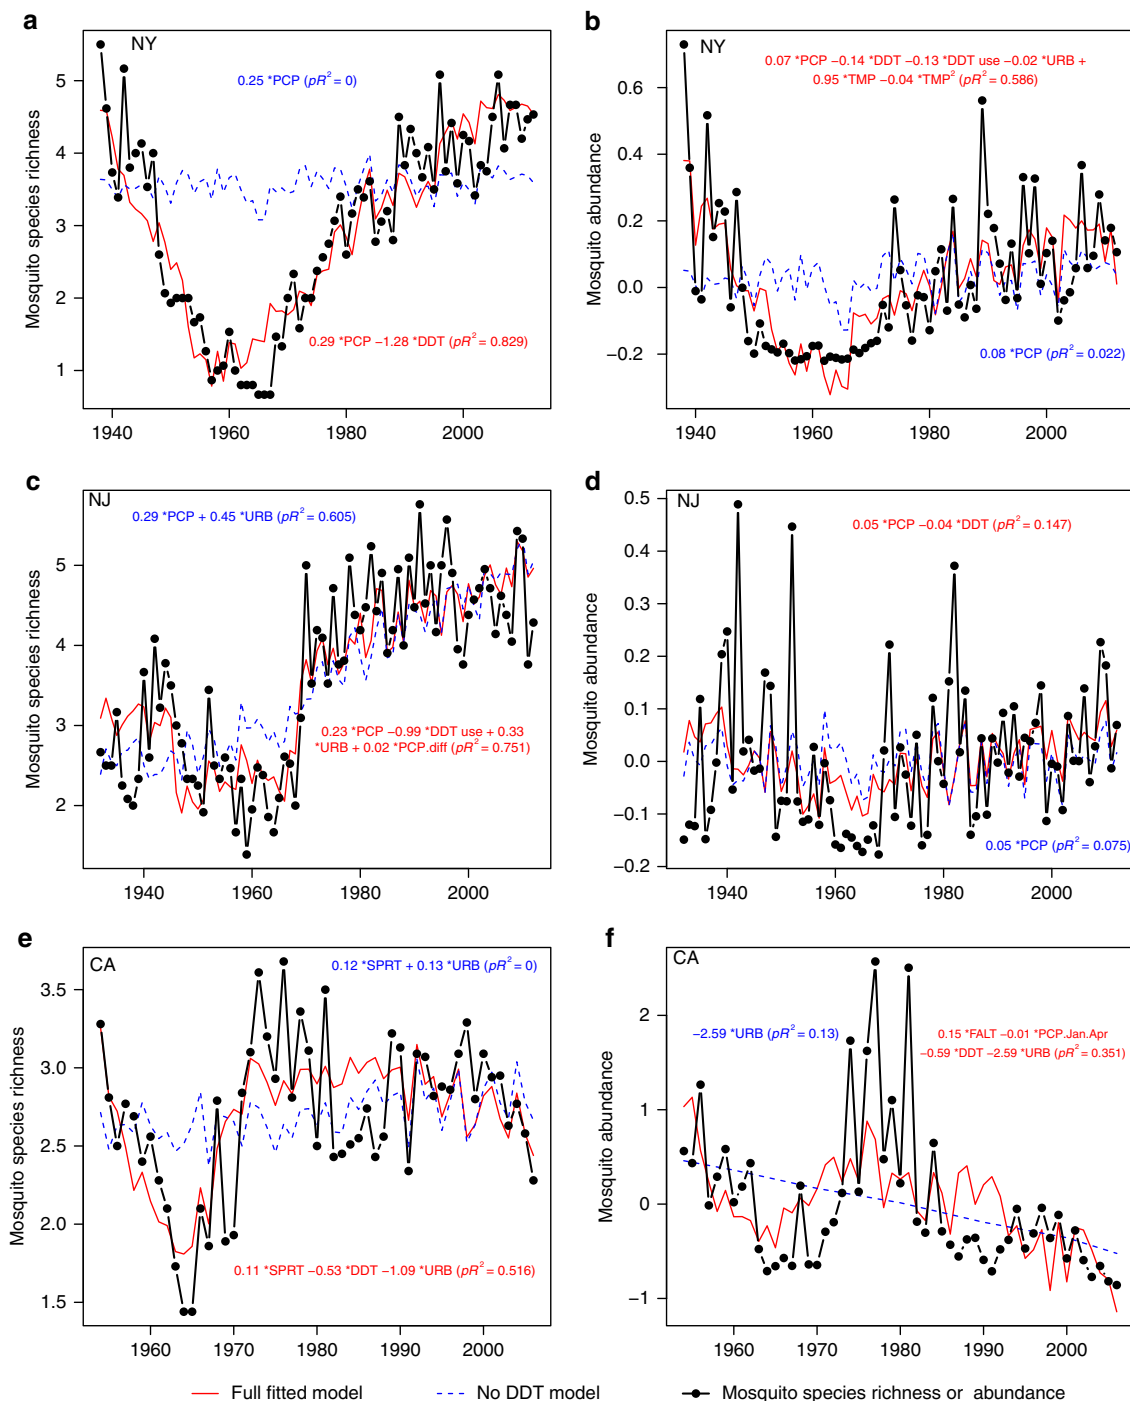 a
NY
0.25 *PCP (pR² = 0)
0.29 *PCP −1.28 *DDT (pR² = 0.829)
Mosquito species richness
5
4
3
2
1
1940 1960 1980 2000
b
NY
0.07 *PCP −0.14 *DDT −0.13 *DDT use −0.02 *URB +
0.95 *TMP −0.04 *TMP² (pR² = 0.586)
0.08 *PCP (pR² = 0.022)
Mosquito abundance
0.6
0.4
0.2
0.0
−0.2
1940 1960 1980 2000
c
NJ
0.29 *PCP + 0.45 *URB (pR² = 0.605)
0.23 *PCP −0.99 *DDT use + 0.33
*URB + 0.02 *PCP.diff (pR² = 0.751)
Mosquito species richness
5
4
3
2
1940 1960 1980 2000
d
NJ
0.05 *PCP −0.04 *DDT (pR² = 0.147)
0.05 *PCP (pR² = 0.075)
Mosquito abundance
0.5
0.4
0.3
0.2
0.1
0.0
−0.1
−0.2
1940 1960 1980 2000
e
CA
0.12 *SPRT + 0.13 *URB (pR² = 0)
0.11 *SPRT −0.53 *DDT −1.09 *URB (pR² = 0.516)
Mosquito species richness
3.5
3.0
2.5
2.0
1.5
1960 1970 1980 1990 2000
f
CA
−2.59 *URB (pR² = 0.13)
0.15 *FALT −0.01 *PCP.Jan.Apr
−0.59 *DDT −2.59 *URB (pR² = 0.351)
Mosquito abundance
2
1
0
−1
1960 1970 1980 1990 2000
Full fitted model
No DDT model
Mosquito species richness or abundance